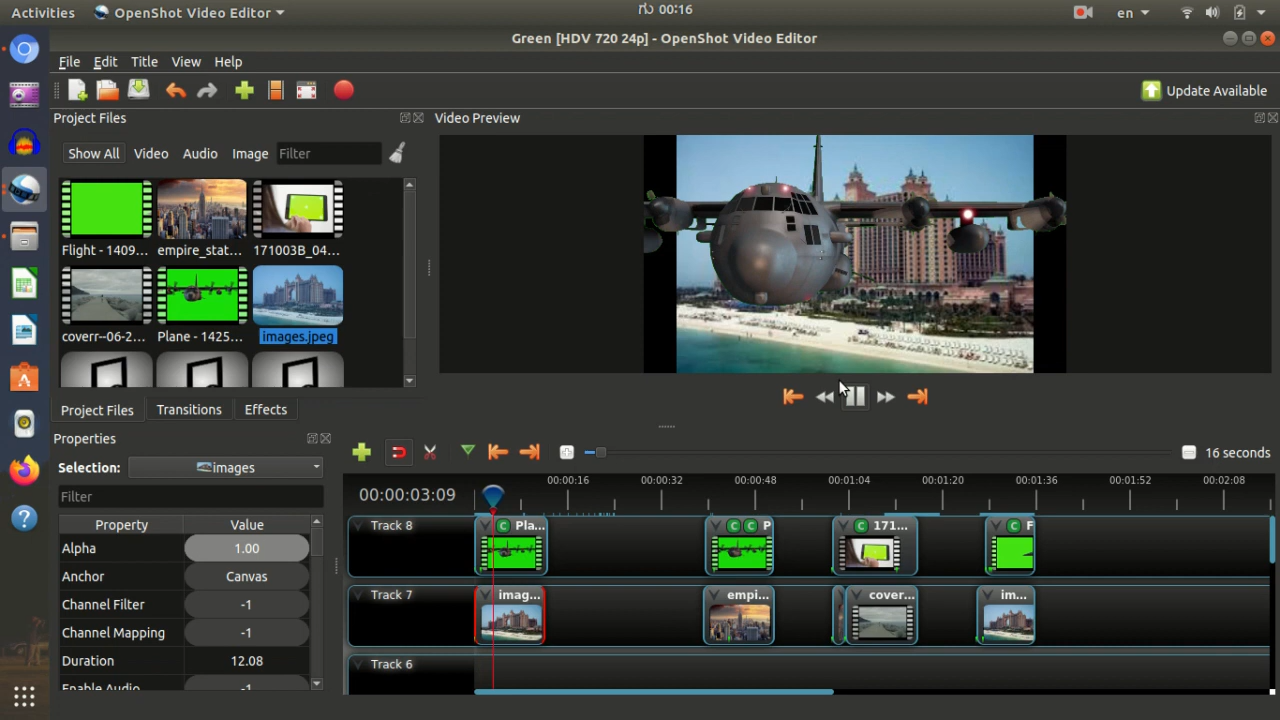 Activities OpenShot Video Editor en
Green [HDV 720 24p] - OpenShot Video Editor
File Edit Title View Help
Update Available
Project Files
Video Preview
Show All Video Audio Image Filter
Flight - 1409... empire_stat... 171003B_04...
coverr--06-2... Plane - 1425... images.jpeg
Project Files Transitions Effects
Properties
Selection: images
16 seconds
Filter
00:00:03:09
00:00:16 00:00:32 00:00:48 00:01:04 00:01:20 00:01:36 00:01:52 00:02:08
Property Value
Alpha 1.00
Anchor Canvas
Channel Filter -1
Channel Mapping -1
Duration 12.08
Enable Audio -1
Track 8 C Pla... C C P C 171... C F
Track 7 imag... empi... cover... im...
Track 6